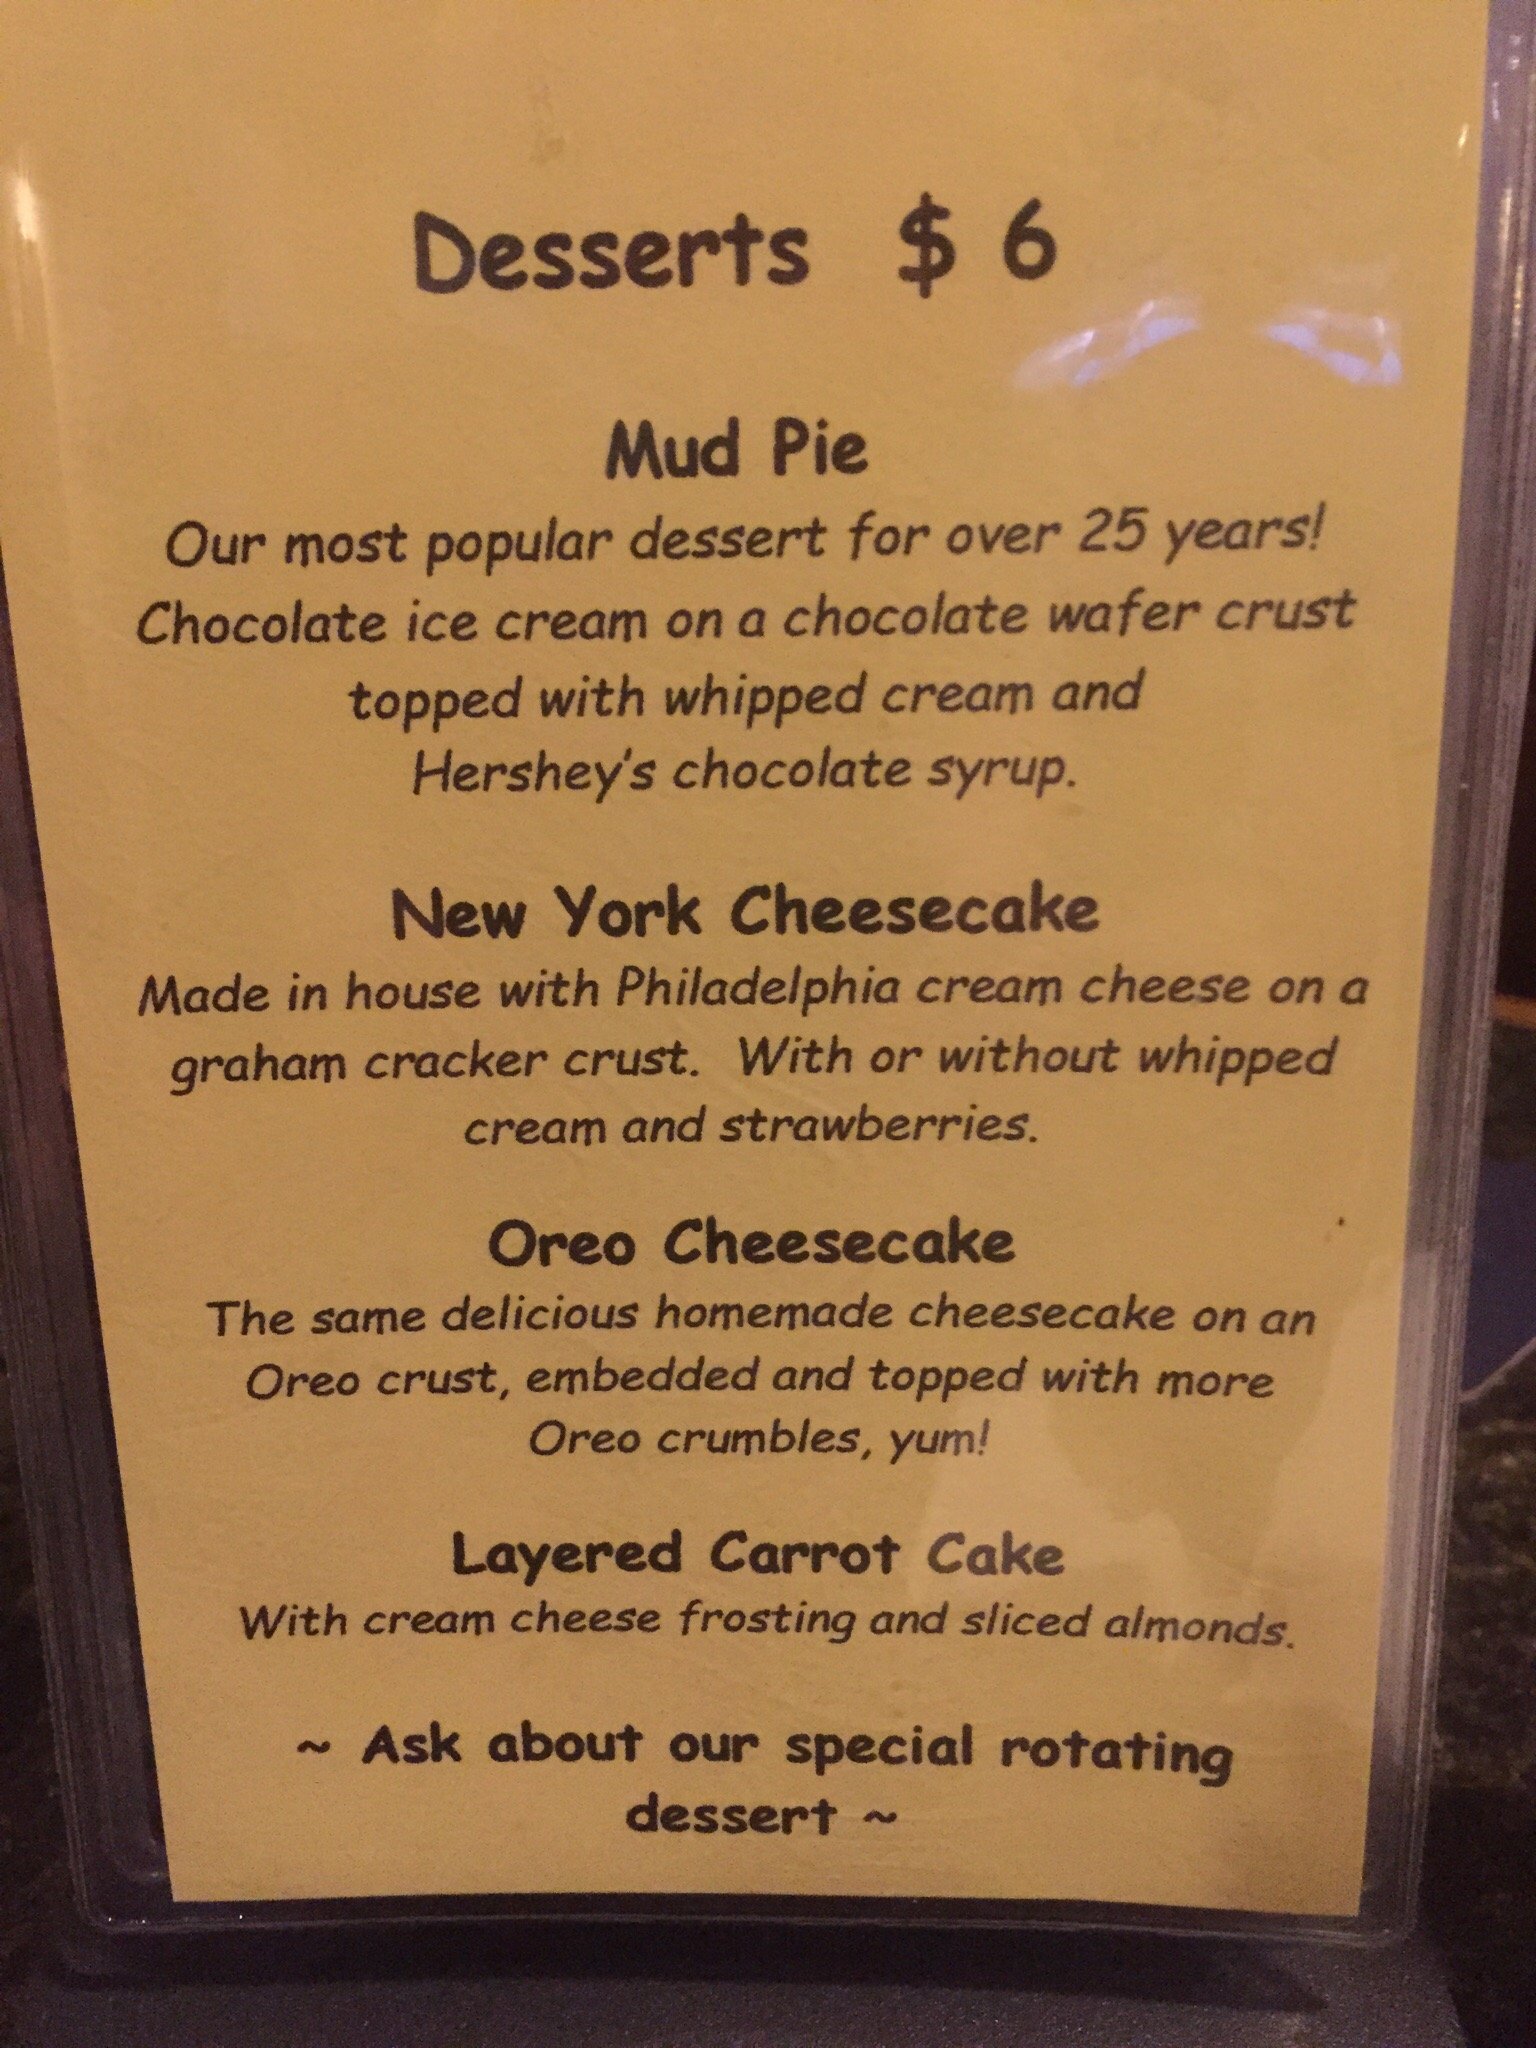 Desserts $ 6
Mud Pie
Our most popular dessert for over 25 years!
Chocolate ice cream on a chocolate wafer crust
topped with whipped cream and
Hershey's chocolate syrup.
New York Cheesecake
Made in house with Philadelphia cream cheese on a
graham cracker crust. With or without whipped
cream and strawberries.
Oreo Cheesecake
The same delicious homemade cheesecake on an
Oreo crust, embedded and topped with more
Oreo crumbles, yum!
Layered Carrot Cake
With cream cheese frosting and sliced almonds.
~ Ask about our special rotating
dessert ~